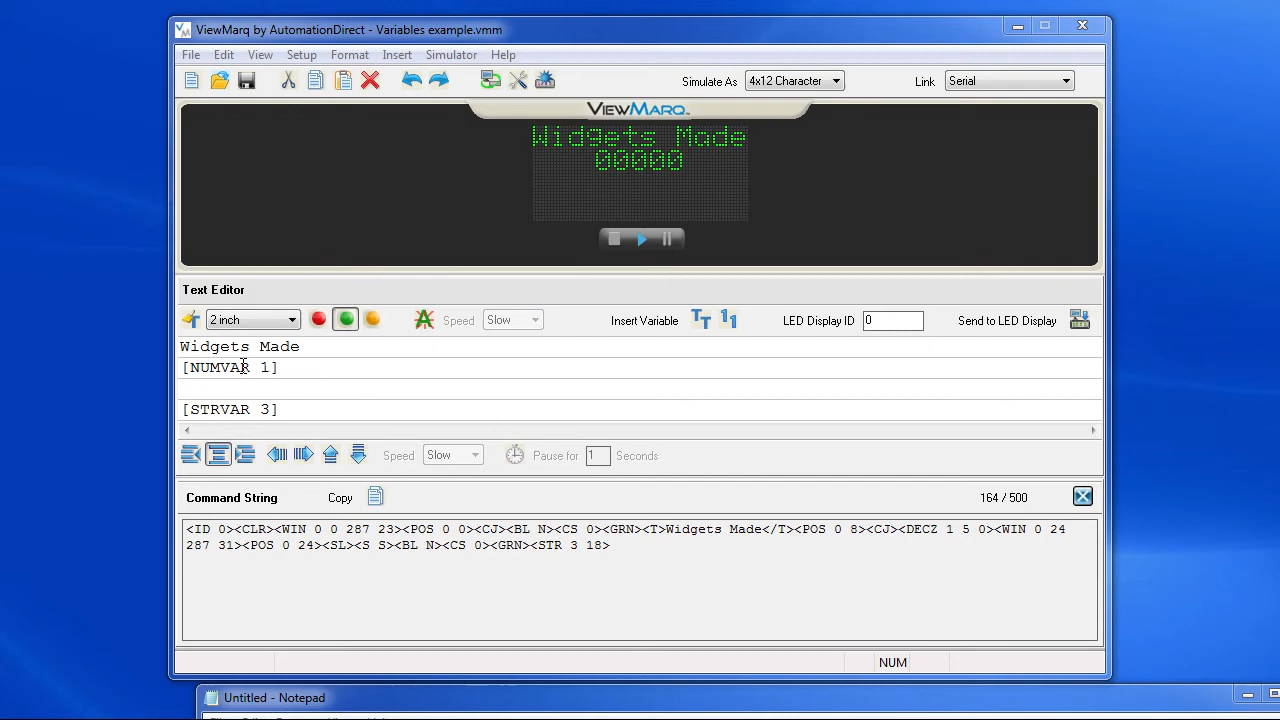 ViewMarq by AutomationDirect - Variables example.vmm
File Edit View Setup Format Insert Simulator Help
Simulate As 4x12 Character Link Serial
VIEWMARQ
Widgets Made
00000
Text Editor
2 inch Speed Slow Insert Variable LED Display ID 0 Send to LED Display
Widgets Made
[NUMVAR 1]
[STRVAR 3]
Speed Slow Pause for 1 Seconds
Command String Copy 164 / 500
<ID 0><CLR><WIN 0 0 287 23><POS 0 0><CJ><BL N><CS 0><GRN><T>Widgets Made</T><POS 0 8><CJ><DECZ 1 5 0><WIN 0 24
287 31><POS 0 24><SL><S S><BL N><CS 0><GRN><STR 3 18>
NUM
Untitled - Notepad